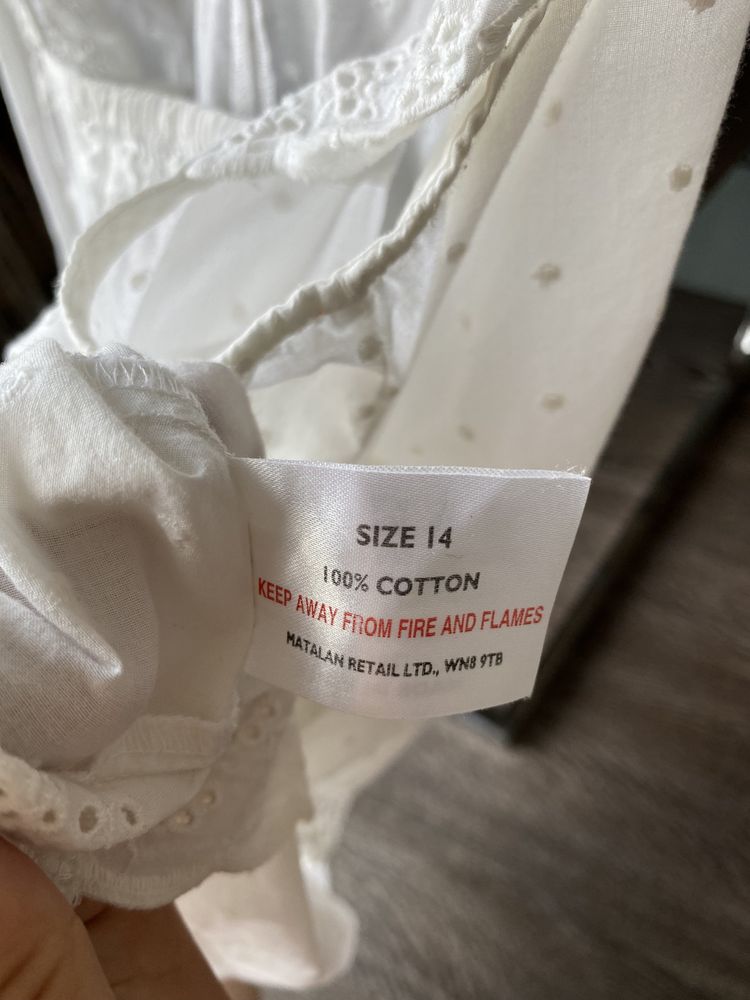 SIZE 14
100% COTTON
KEEP AWAY FROM FIRE AND FLAMES
MATALAN RETAIL LTD., WN8 9TB